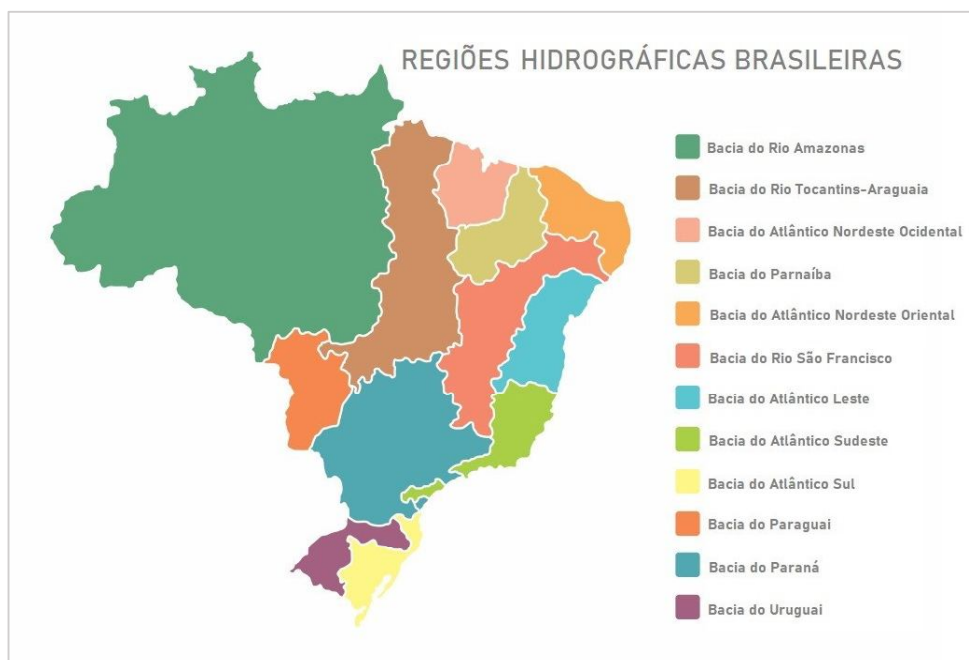 REGIÕES HIDROGRÁFICAS BRASILEIRAS
Bacia do Rio Amazonas
Bacia do Rio Tocantins-Araguaia
Bacia do Atlântico Nordeste Ocidental
Bacia do Parnaíba
Bacia do Atlântico Nordeste Oriental
Bacia do Rio São Francisco
Bacia do Atlântico Leste
Bacia do Atlântico Sudeste
Bacia do Atlântico Sul
Bacia do Paraguai
Bacia do Paraná
Bacia do Uruguai